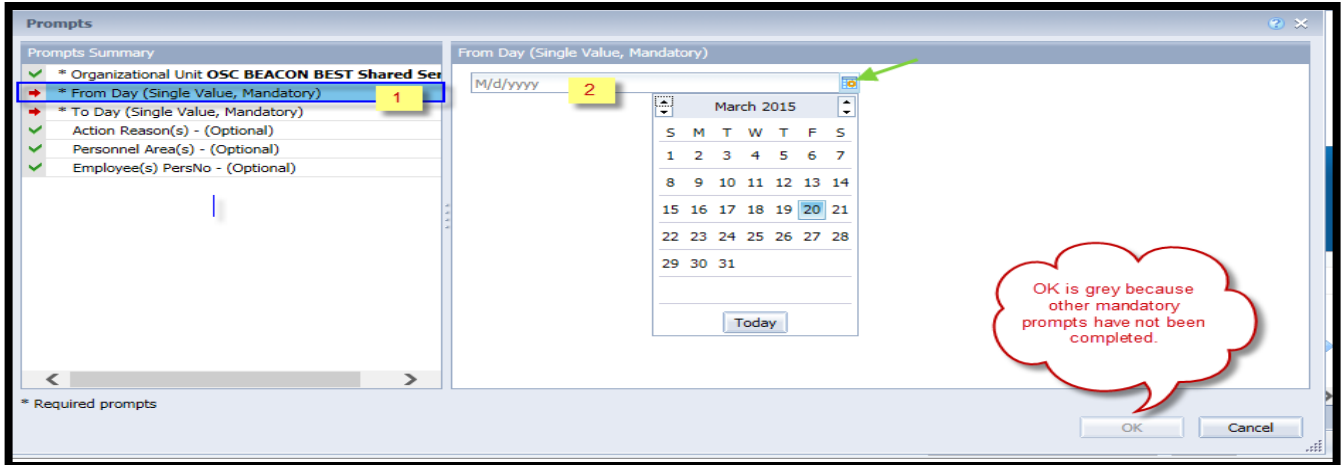 Prompts
Prompts Summary
* Organizational Unit OSC BEACON BEST Shared Ser
* From Day (Single Value, Mandatory)
1
* To Day (Single Value, Mandatory)
Action Reason(s) - (Optional)
Personnel Area(s) - (Optional)
Employee(s) PersNo - (Optional)
From Day (Single Value, Mandatory)
M/d/yyyy
2
March 2015
S M T W T F S
1 2 3 4 5 6 7
8 9 10 11 12 13 14
15 16 17 18 19 20 21
22 23 24 25 26 27 28
29 30 31
Today
OK is grey because
other mandatory
prompts have not been
completed.
* Required prompts
OK
Cancel